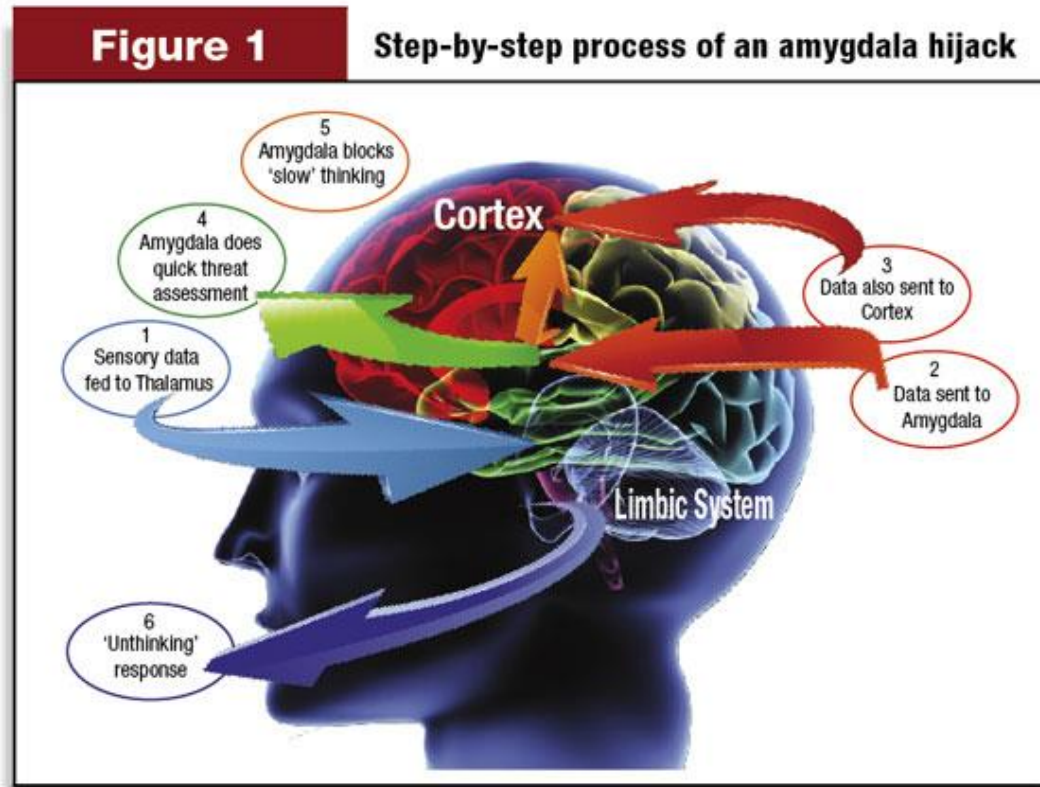 Figure 1
Step-by-step process of an amygdala hijack
5
Amygdala blocks
‘slow’ thinking
Cortex
4
Amygdala does
quick threat
assessment
3
Data also sent to
Cortex
1
Sensory data
fed to Thalamus
2
Data sent to
Amygdala
Limbic System
6
‘Unthinking’
response